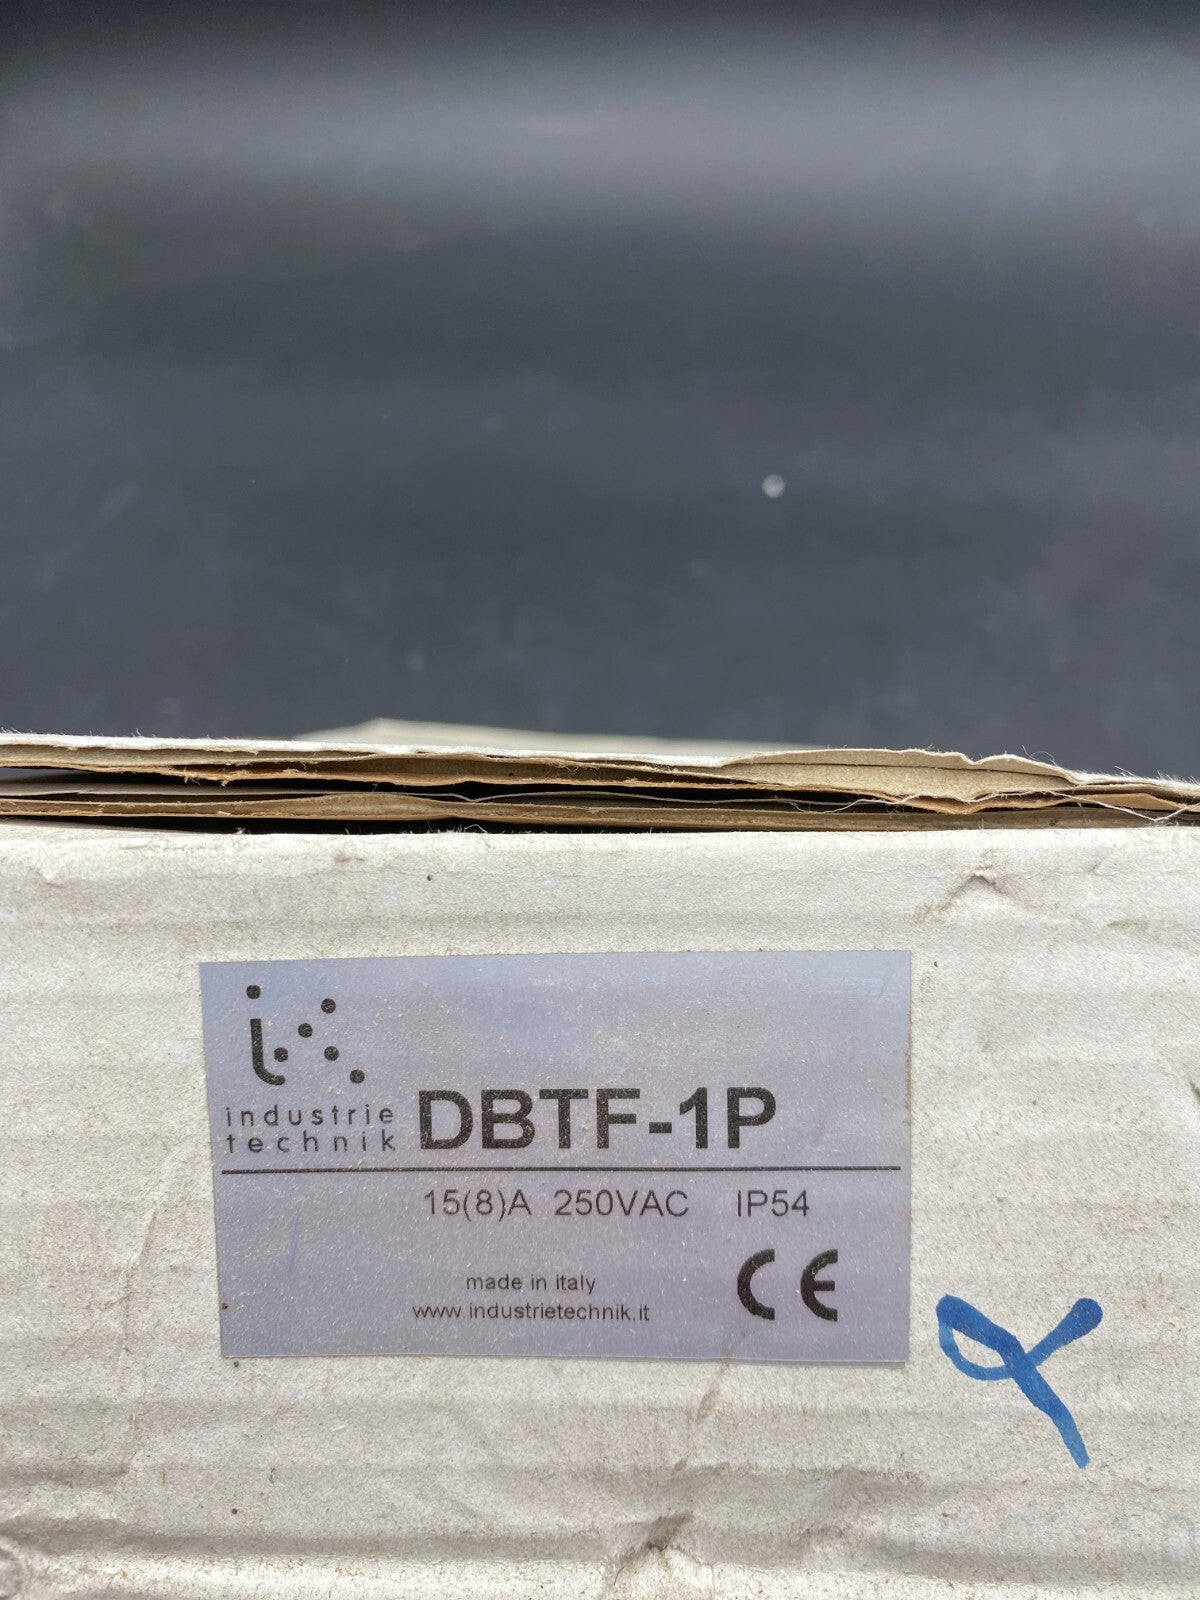 industrie
technik
DBTF-1P
15(8)A 250VAC IP54
made in italy
CE
www.industrietechnik.it